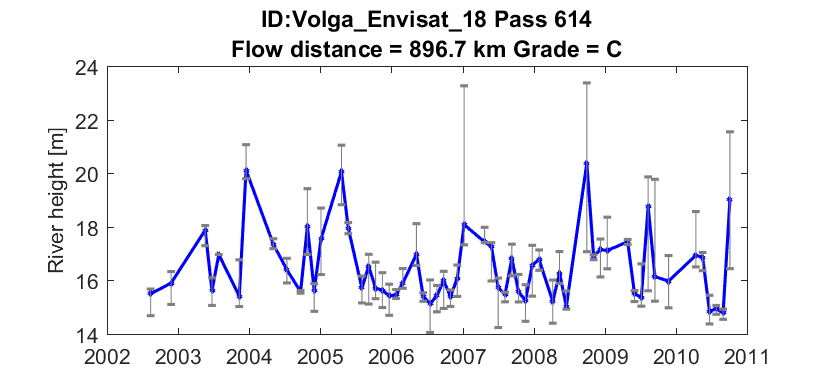 ID:Volga_Envisat_18 Pass 614
Flow distance = 896.7 km Grade = C
24
22
20
18
16
14
River height [m]
2002 2003 2004 2005 2006 2007 2008 2009 2010 2011